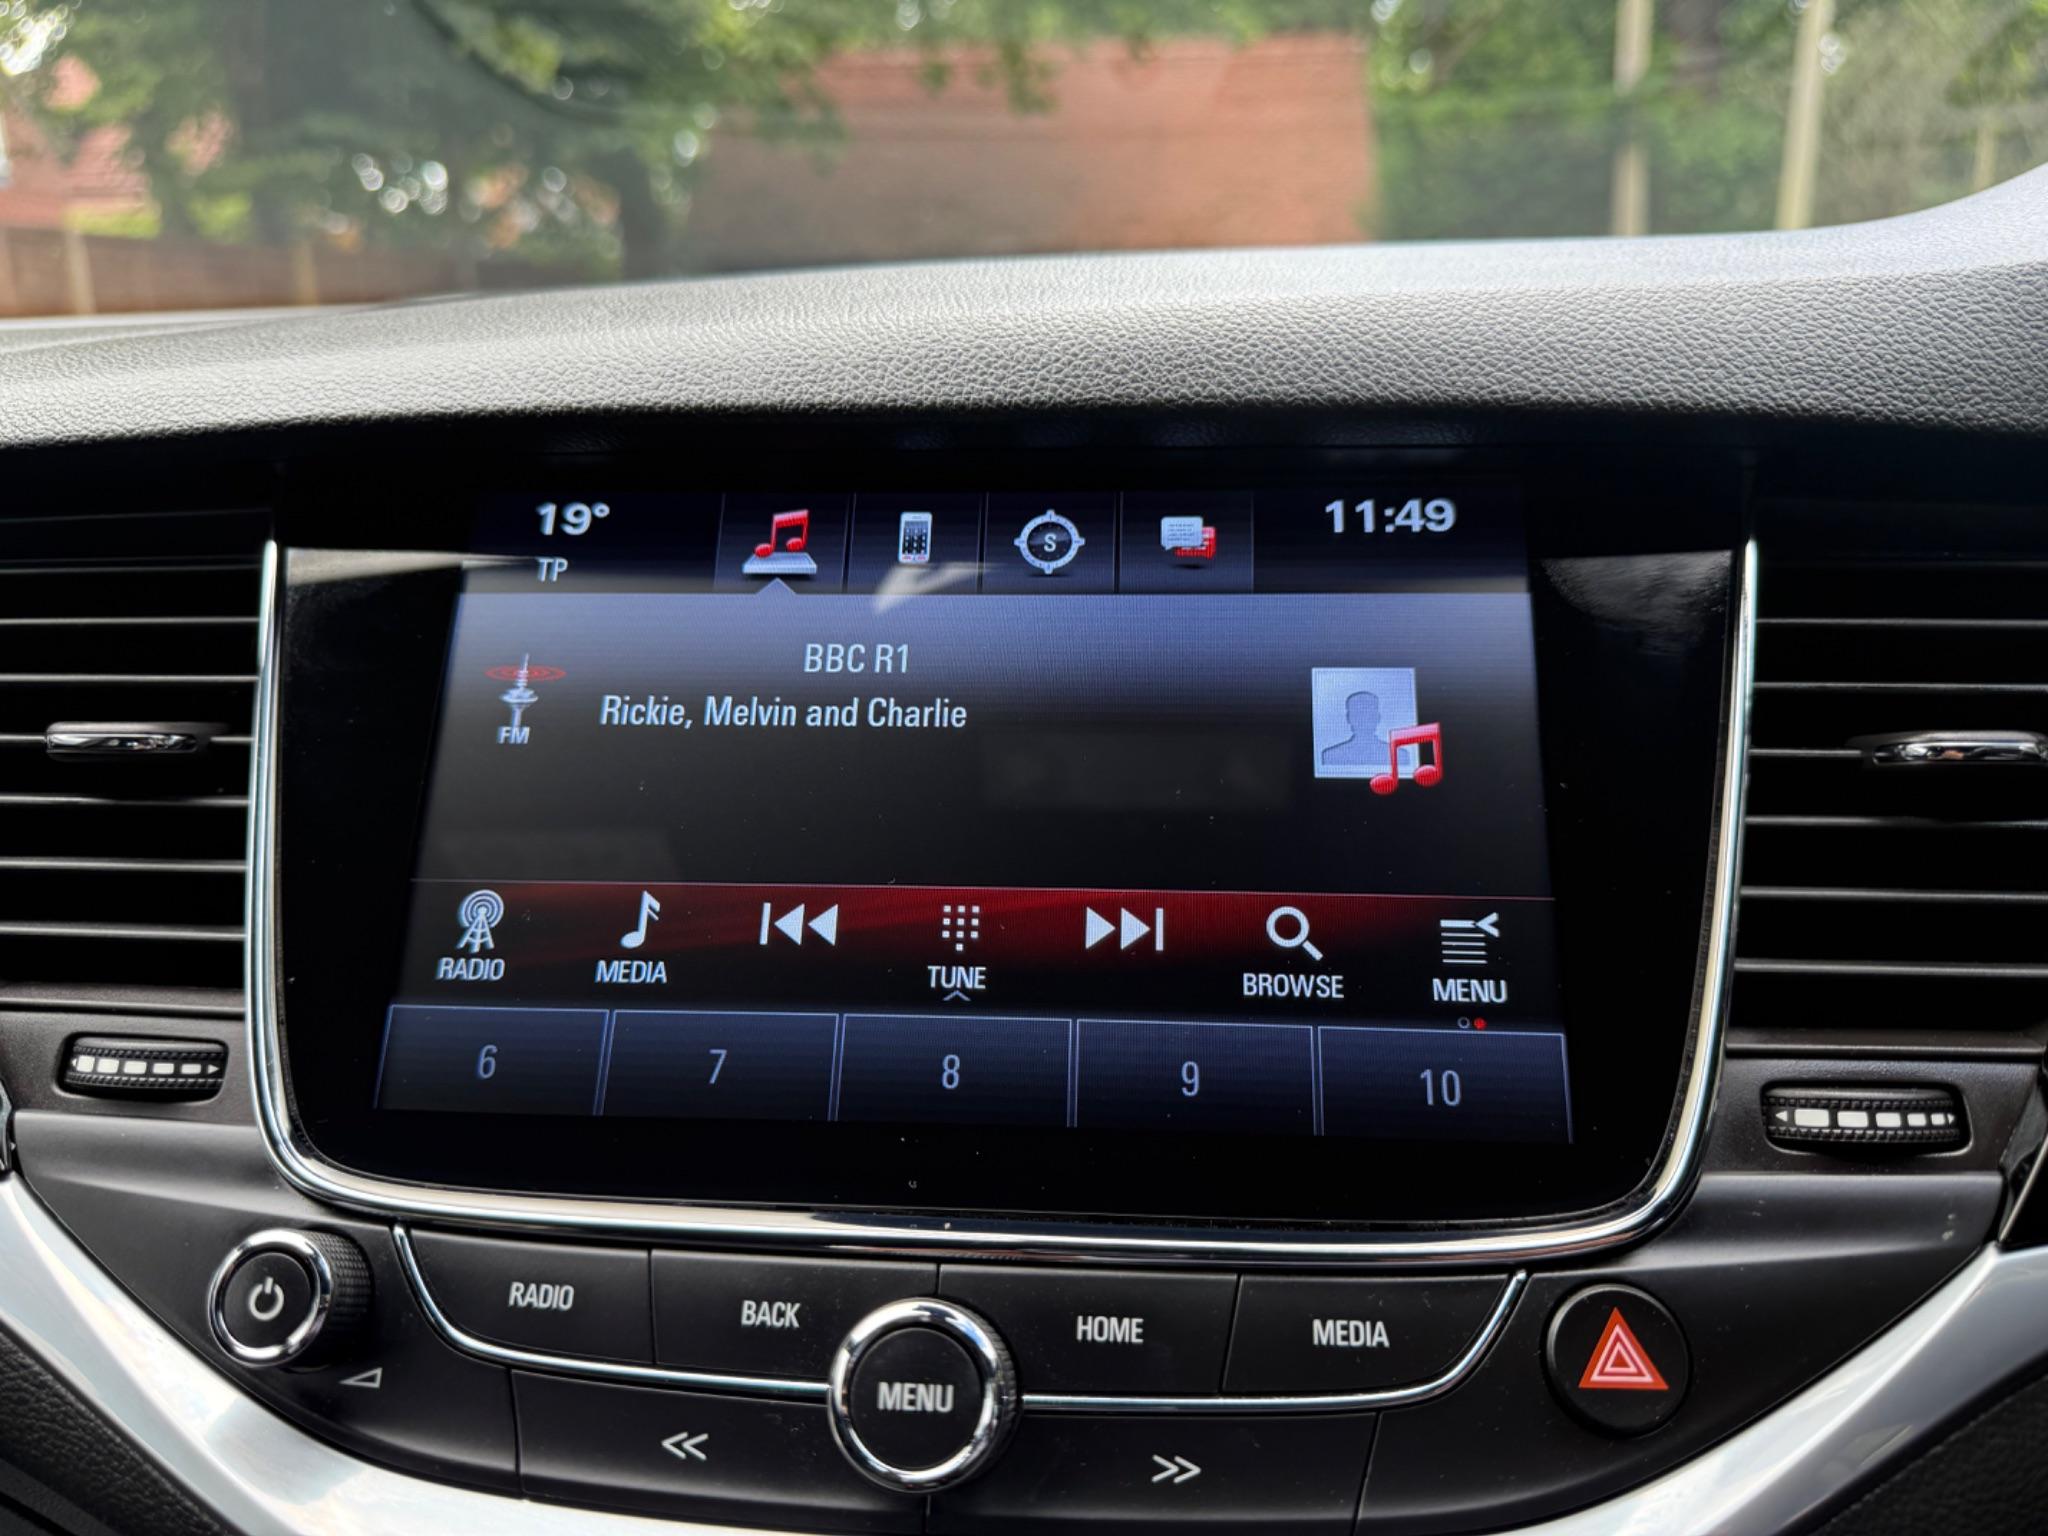 19° 11:49
TP
S
BBC R1
Rickie, Melvin and Charlie
FM
RADIO MEDIA TUNE BROWSE MENU
6 7 8 9 10
RADIO BACK HOME MEDIA
MENU